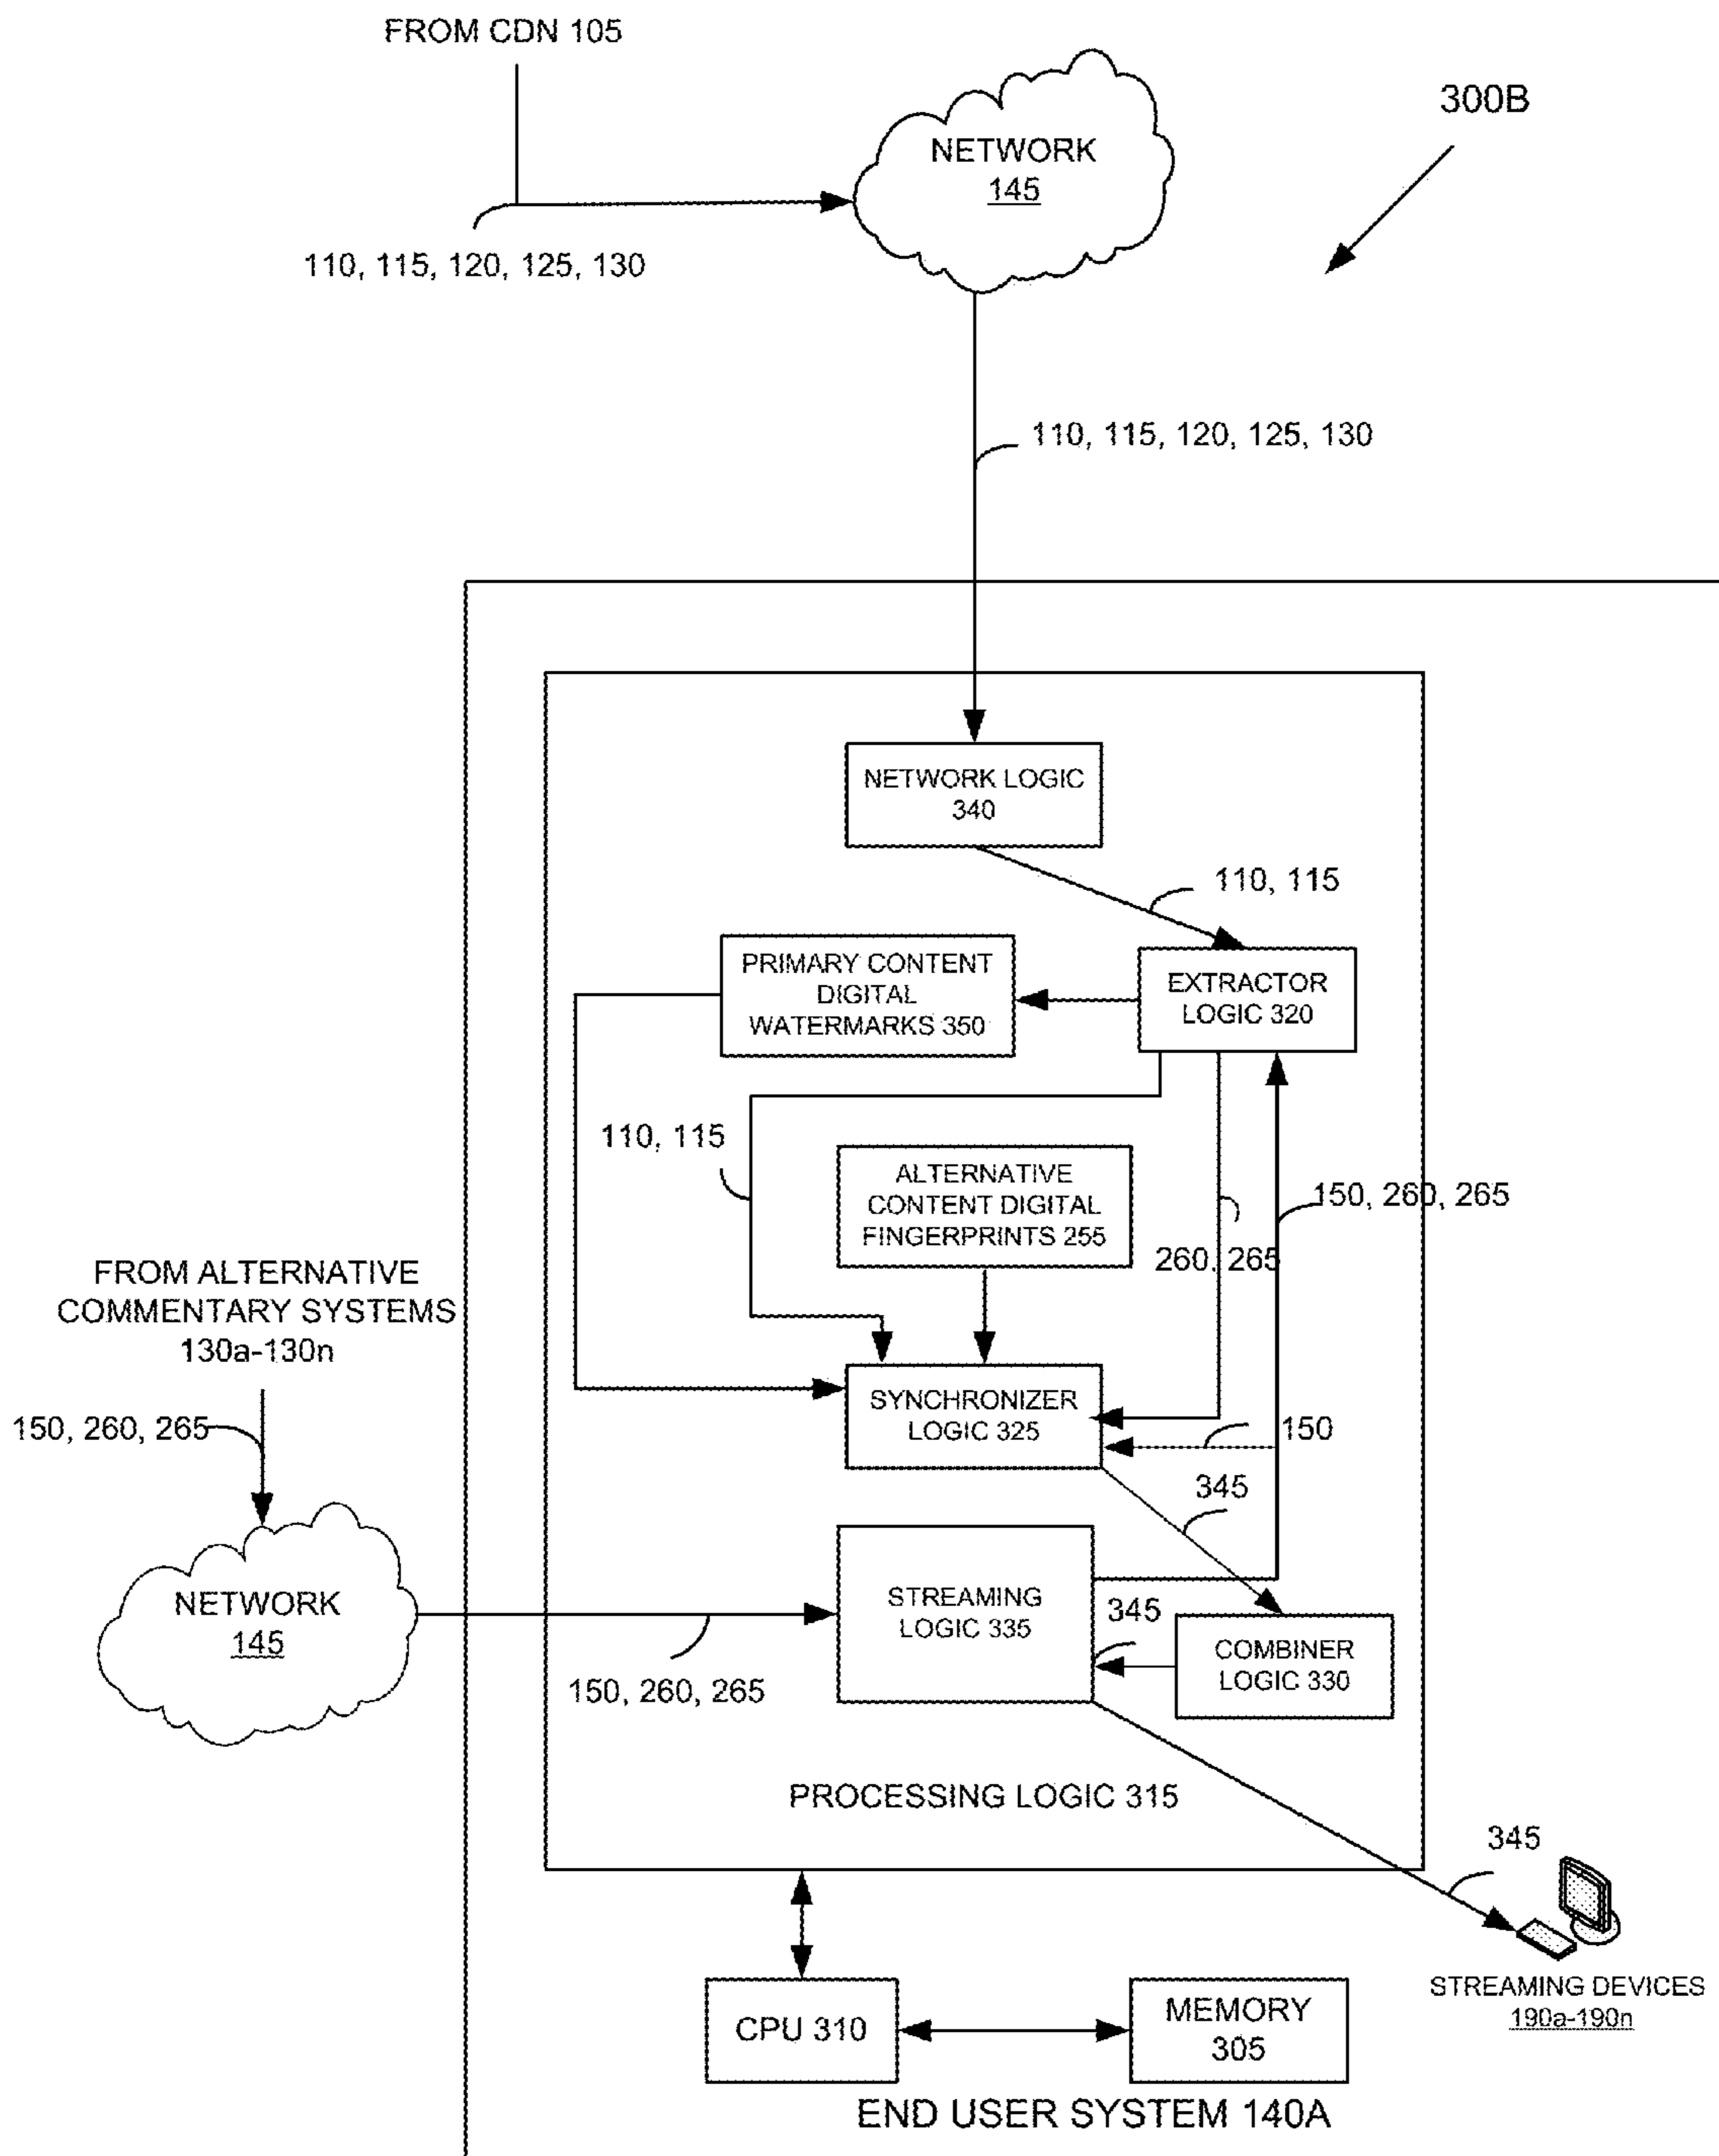 FROM CDN 105
300B
NETWORK
145
110, 115, 120, 125, 130
110, 115, 120, 125, 130
NETWORK LOGIC
340
110, 115
PRIMARY CONTENT
DIGITAL
WATERMARKS 350
EXTRACTOR
LOGIC 320
110, 115
ALTERNATIVE
CONTENT DIGITAL
FINGERPRINTS 255
150, 260, 265
260, 265
FROM ALTERNATIVE
COMMENTARY SYSTEMS
130a-130n
150, 260, 265
SYNCHRONIZER
LOGIC 325
150
345
NETWORK
145
STREAMING
LOGIC 335
345
COMBINER
LOGIC 330
150, 260, 265
PROCESSING LOGIC 315
345
STREAMING DEVICES
190a-190n
CPU 310
MEMORY
305
END USER SYSTEM 140A